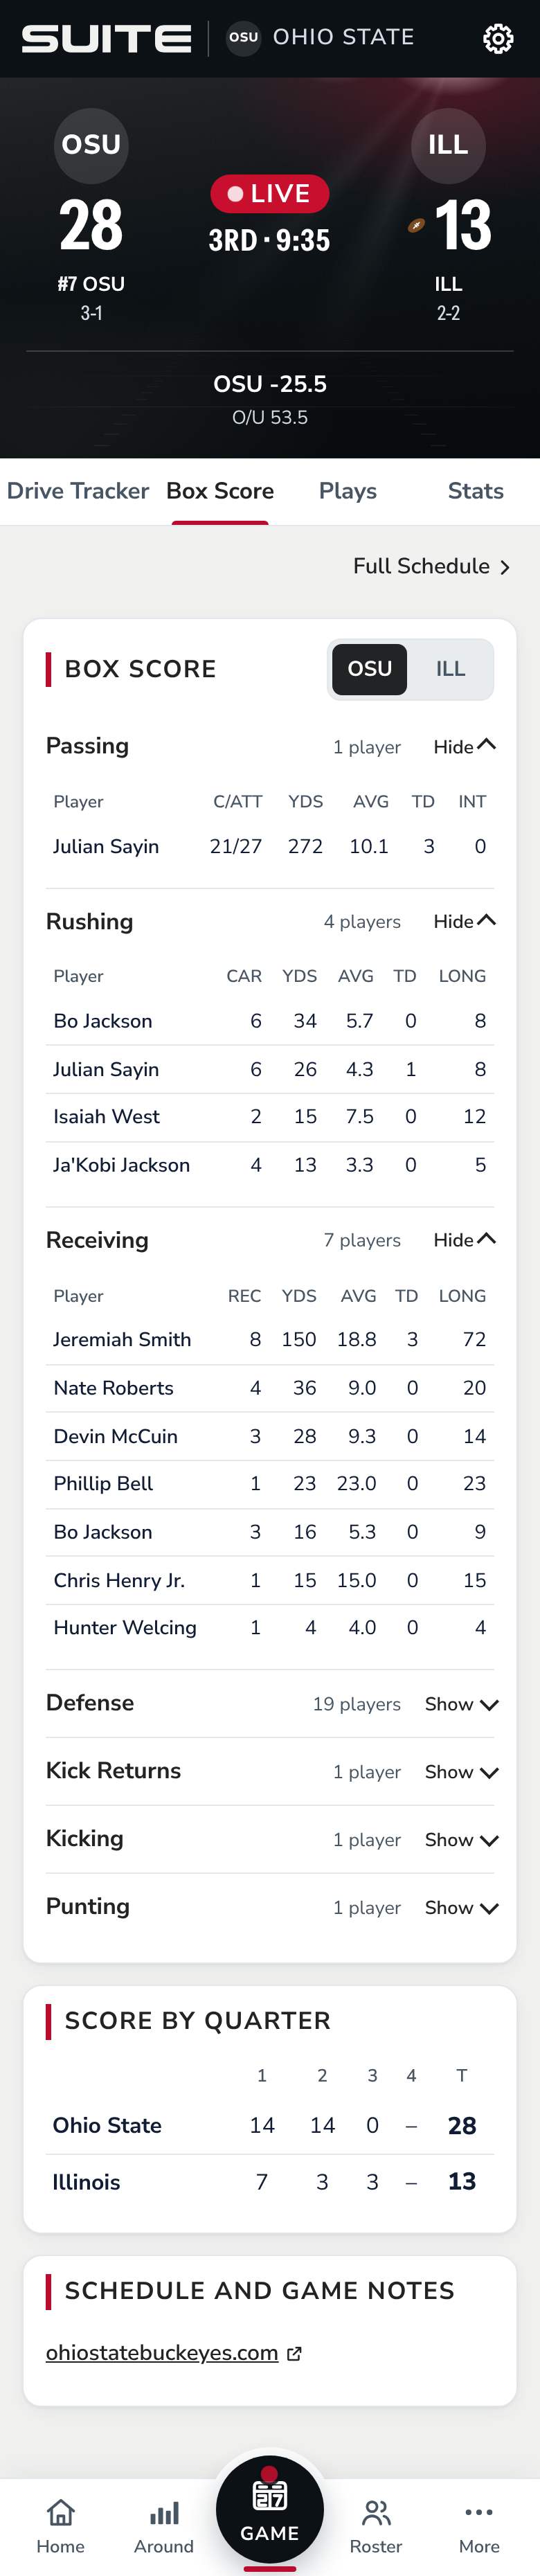 SUITE OSU OHIO STATE
OSU ILL
LIVE
28 13
3RD · 9:35
#7 OSU ILL
3-1 2-2
OSU -25.5
O/U 53.5
Drive Tracker Box Score Plays Stats
Full Schedule
BOX SCORE OSU ILL
Passing 1 player Hide
Player C/ATT YDS AVG TD INT
Julian Sayin 21/27 272 10.1 3 0
Rushing 4 players Hide
Player CAR YDS AVG TD LONG
Bo Jackson 6 34 5.7 0 8
Julian Sayin 6 26 4.3 1 8
Isaiah West 2 15 7.5 0 12
Ja'Kobi Jackson 4 13 3.3 0 5
Receiving 7 players Hide
Player REC YDS AVG TD LONG
Jeremiah Smith 8 150 18.8 3 72
Nate Roberts 4 36 9.0 0 20
Devin McCuin 3 28 9.3 0 14
Phillip Bell 1 23 23.0 0 23
Bo Jackson 3 16 5.3 0 9
Chris Henry Jr. 1 15 15.0 0 15
Hunter Welcing 1 4 4.0 0 4
Defense 19 players Show
Kick Returns 1 player Show
Kicking 1 player Show
Punting 1 player Show
SCORE BY QUARTER
1 2 3 4 T
Ohio State 14 14 0 – 28
Illinois 7 3 3 – 13
SCHEDULE AND GAME NOTES
ohiostatebuckeyes.com
27
Home Around GAME Roster More